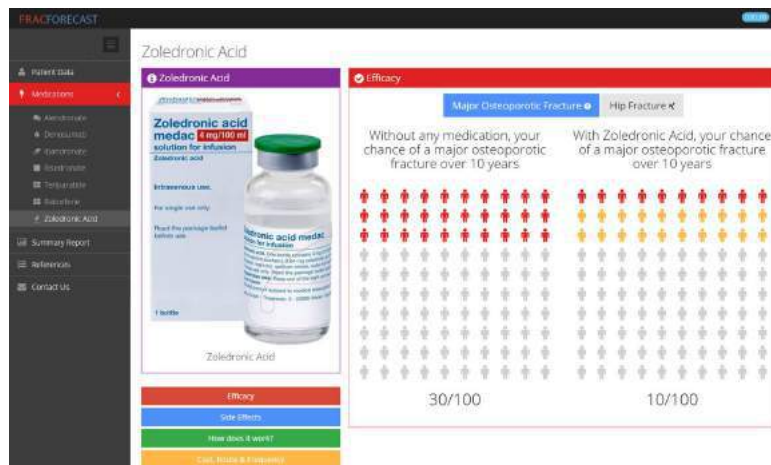 FRACFORECAST
Patient Data
Medications
Alendronate
Denosumab
Ibandronate
Risedronate
Teriparatide
Raloxifene
Zoledronic Acid
Summary Report
References
Contact Us
Zoledronic Acid
Zoledronic Acid
Zoledronic acid
medac 4 mg/100 ml
solution for infusion
Zoledronic acid
Intravenous use.
For single use only.
Read the package leaflet
before use.
1 bottle
Zoledronic Acid
Efficacy
Side Effects
How does it work?
Cost, Route & Frequency
Efficacy
Major Osteoporotic Fracture
Hip Fracture
Without any medication, your
chance of a major osteoporotic
fracture over 10 years
30/100
With Zoledronic Acid, your chance
of a major osteoporotic fracture
over 10 years
10/100